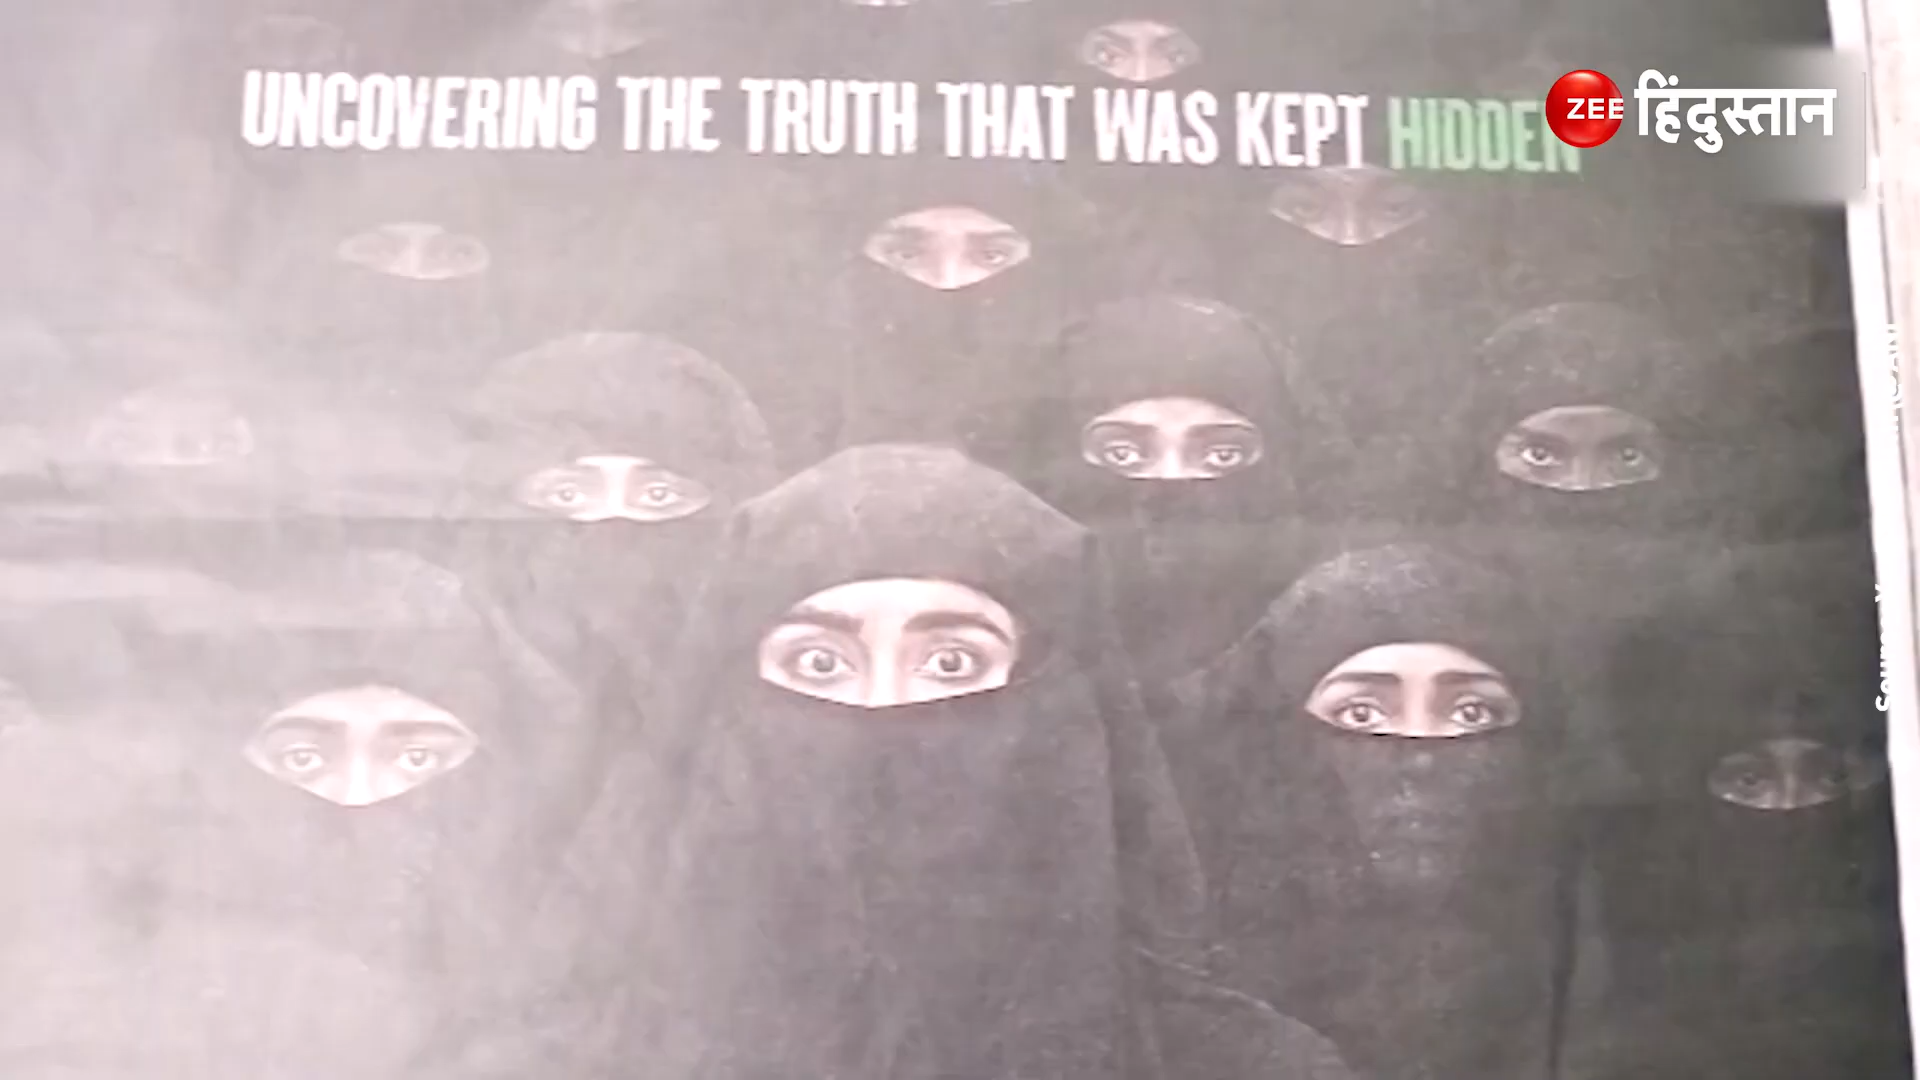 UNCOVERING THE TRUTH THAT WAS KEPT HIDDEN
ZEE हिंदुस्तान